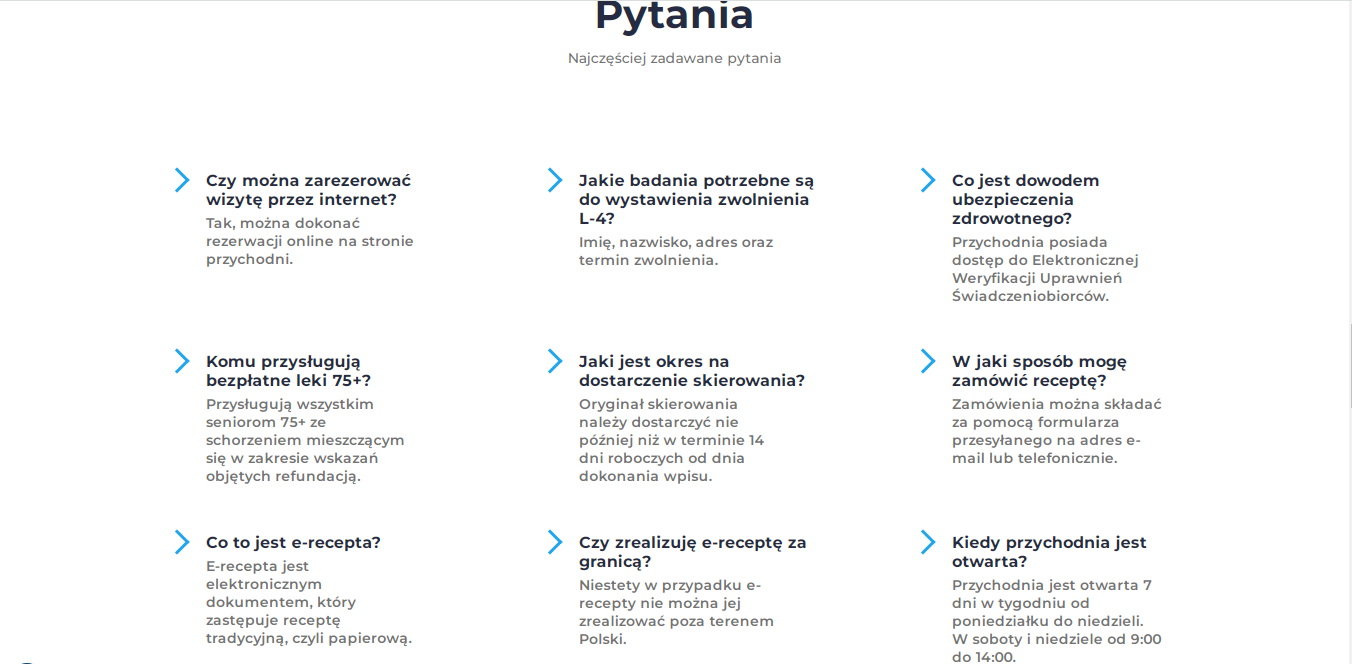 Pytania
Najczęściej zadawane pytania
Czy można zarezerować
wizytę przez internet?
Tak, można dokonać
rezerwacji online na stronie
przychodni.
Jakie badania potrzebne są
do wystawienia zwolnienia
L-4?
Imię, nazwisko, adres oraz
termin zwolnienia.
Co jest dowodem
ubezpieczenia
zdrowotnego?
Przychodnia posiada
dostęp do Elektronicznej
Weryfikacji Uprawnień
Świadczeniobiorców.
Komu przysługują
bezpłatne leki 75+?
Przysługują wszystkim
seniorom 75+ ze
schorzeniem mieszczącym
się w zakresie wskazań
objętych refundacją.
Jaki jest okres na
dostarczenie skierowania?
Oryginał skierowania
należy dostarczyć nie
później niż w terminie 14
dni roboczych od dnia
dokonania wpisu.
W jaki sposób mogę
zamówić receptę?
Zamówienia można składać
za pomocą formularza
przesyłanego na adres e-
mail lub telefonicznie.
Co to jest e-recepta?
E-recepta jest
elektronicznym
dokumentem, który
zastępuje receptę
tradycyjną, czyli papierową.
Czy zrealizuję e-receptę za
granicą?
Niestety w przypadku e-
recepty nie można jej
zrealizować poza terenem
Polski.
Kiedy przychodnia jest
otwarta?
Przychodnia jest otwarta 7
dni w tygodniu od
poniedziałku do niedzieli.
W soboty i niedziele od 9:00
do 14:00.